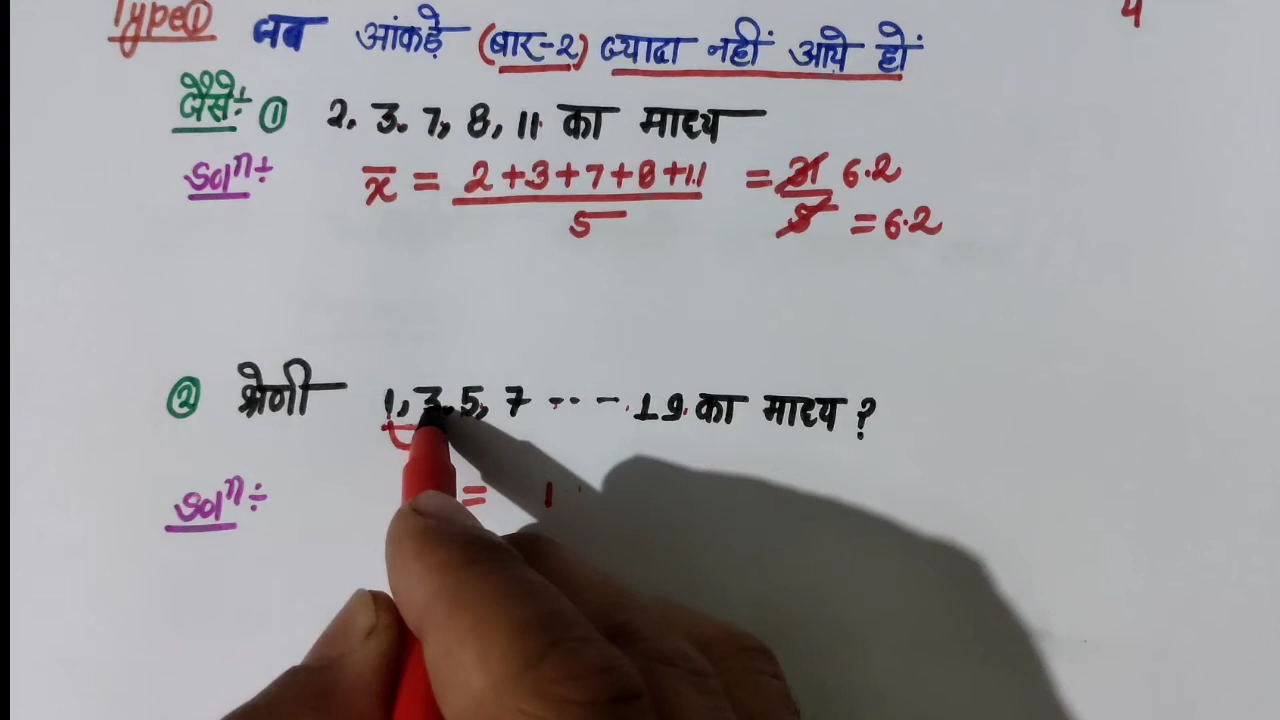 Type① जब आंकड़े (बार-2) ज्यादा नहीं आये हों
जैसे÷ ① 2, 3. 7, 8, 11 का माध्य
Solⁿ÷ x̅ = 2+3+7+8+11 / 5 = 31 / 5 6.2 = 6.2
② श्रेणी 1, 3. 5, 7 ---- 19 का माध्य ?
Solⁿ÷ = 1